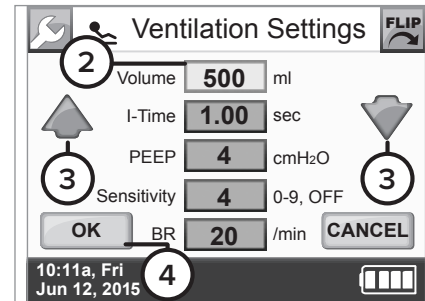 Ventilation Settings FLIP
2
Volume 500 ml
I-Time 1.00 sec
PEEP 4 cmH2O
3 3
Sensitivity 4 0-9, OFF
OK BR 20 /min CANCEL
10:11a, Fri
4
Jun 12, 2015